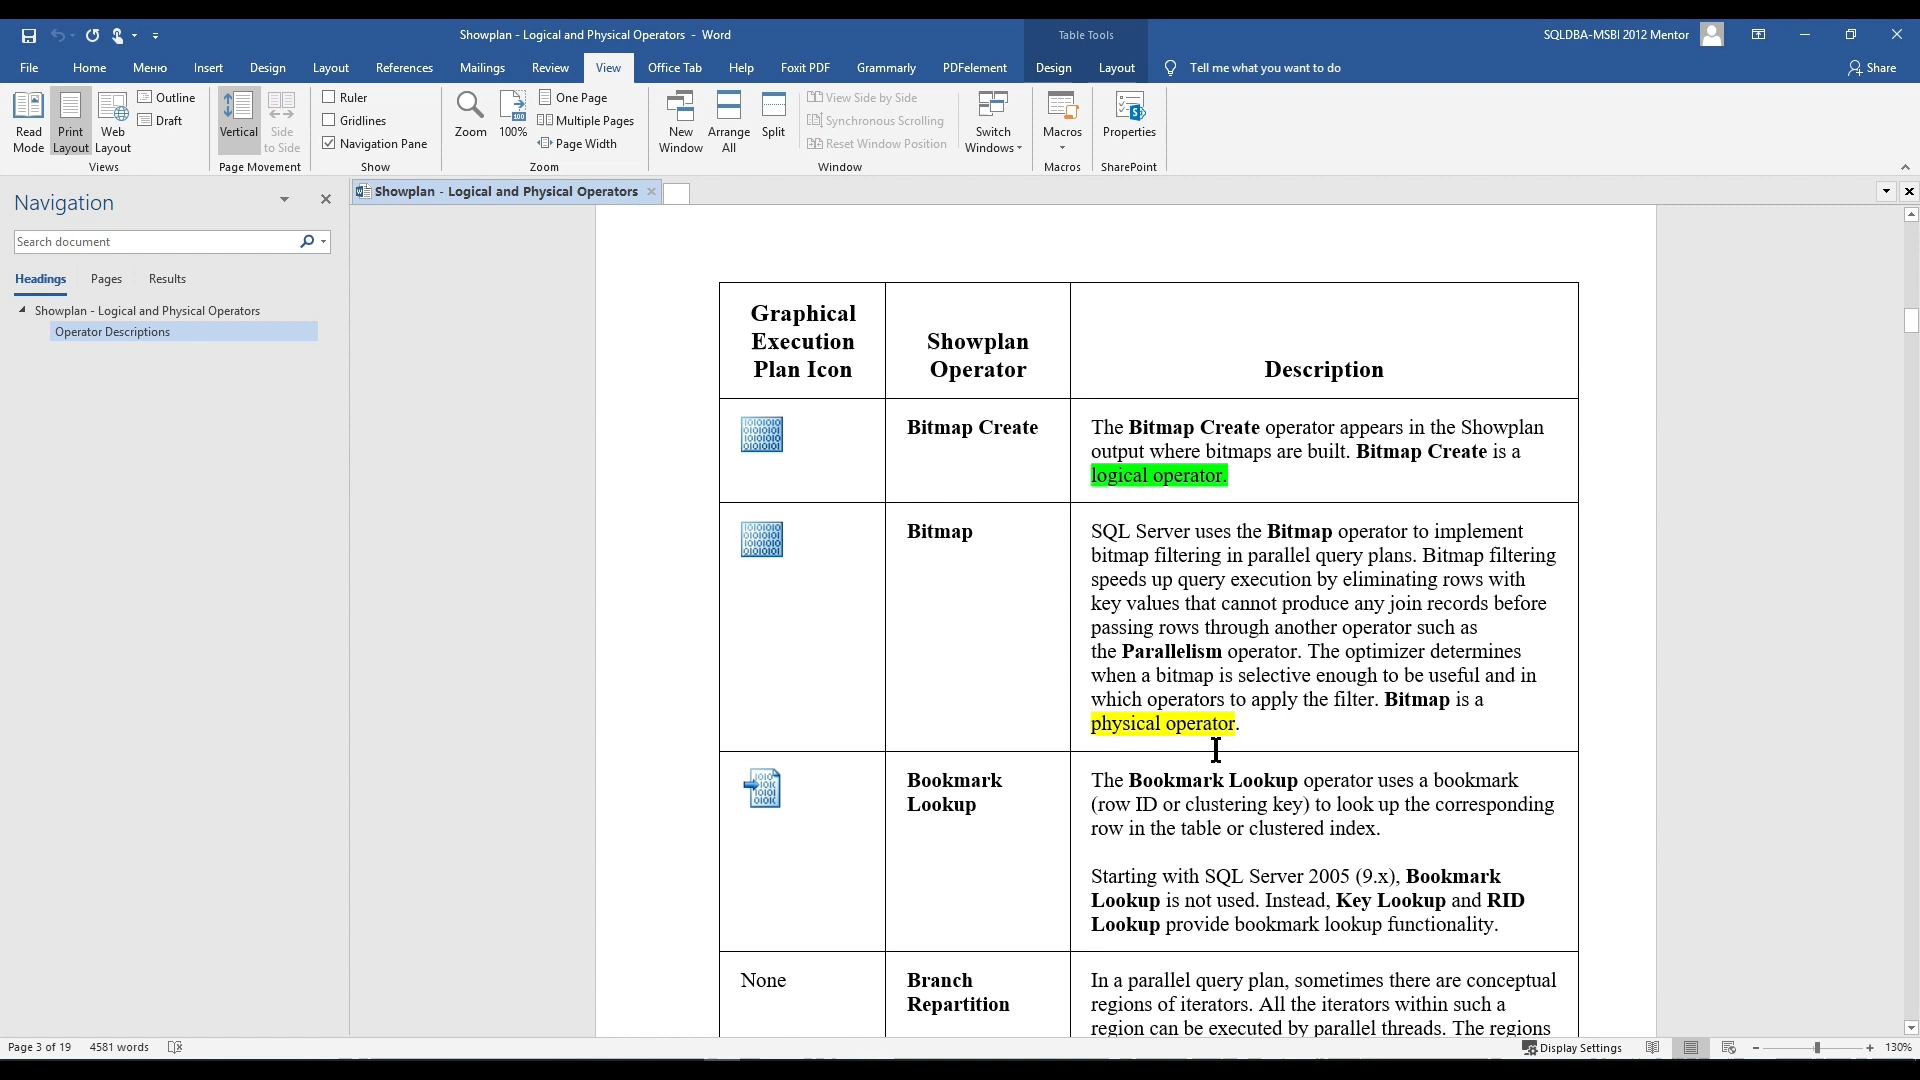 Showplan - Logical and Physical Operators - Word
Table Tools
SQLDBA-MSBI 2012 Mentor
File Home Меню Insert Design Layout References Mailings Review View Office Tab Help Foxit PDF Grammarly PDFelement Design Layout Tell me what you want to do Share
Read Mode
Print Layout
Web Layout
Outline
Draft
Views
Vertical
Side to Side
Page Movement
Ruler
Gridlines
Navigation Pane
Show
Zoom
100%
One Page
Multiple Pages
Page Width
Zoom
New Window
Arrange All
Split
View Side by Side
Synchronous Scrolling
Reset Window Position
Window
Switch Windows
Macros
Macros
Properties
SharePoint
Navigation
Search document
Headings Pages Results
Showplan - Logical and Physical Operators
Operator Descriptions
Showplan - Logical and Physical Operators
Graphical
Execution
Plan Icon
Showplan
Operator
Description
Bitmap Create
The Bitmap Create operator appears in the Showplan
output where bitmaps are built. Bitmap Create is a
logical operator.
Bitmap
SQL Server uses the Bitmap operator to implement
bitmap filtering in parallel query plans. Bitmap filtering
speeds up query execution by eliminating rows with
key values that cannot produce any join records before
passing rows through another operator such as
the Parallelism operator. The optimizer determines
when a bitmap is selective enough to be useful and in
which operators to apply the filter. Bitmap is a
physical operator.
Bookmark
Lookup
The Bookmark Lookup operator uses a bookmark
(row ID or clustering key) to look up the corresponding
row in the table or clustered index.
Starting with SQL Server 2005 (9.x), Bookmark
Lookup is not used. Instead, Key Lookup and RID
Lookup provide bookmark lookup functionality.
None
Branch
Repartition
In a parallel query plan, sometimes there are conceptual
regions of iterators. All the iterators within such a
region can be executed by parallel threads. The regions
Page 3 of 19 4581 words
Display Settings
130%